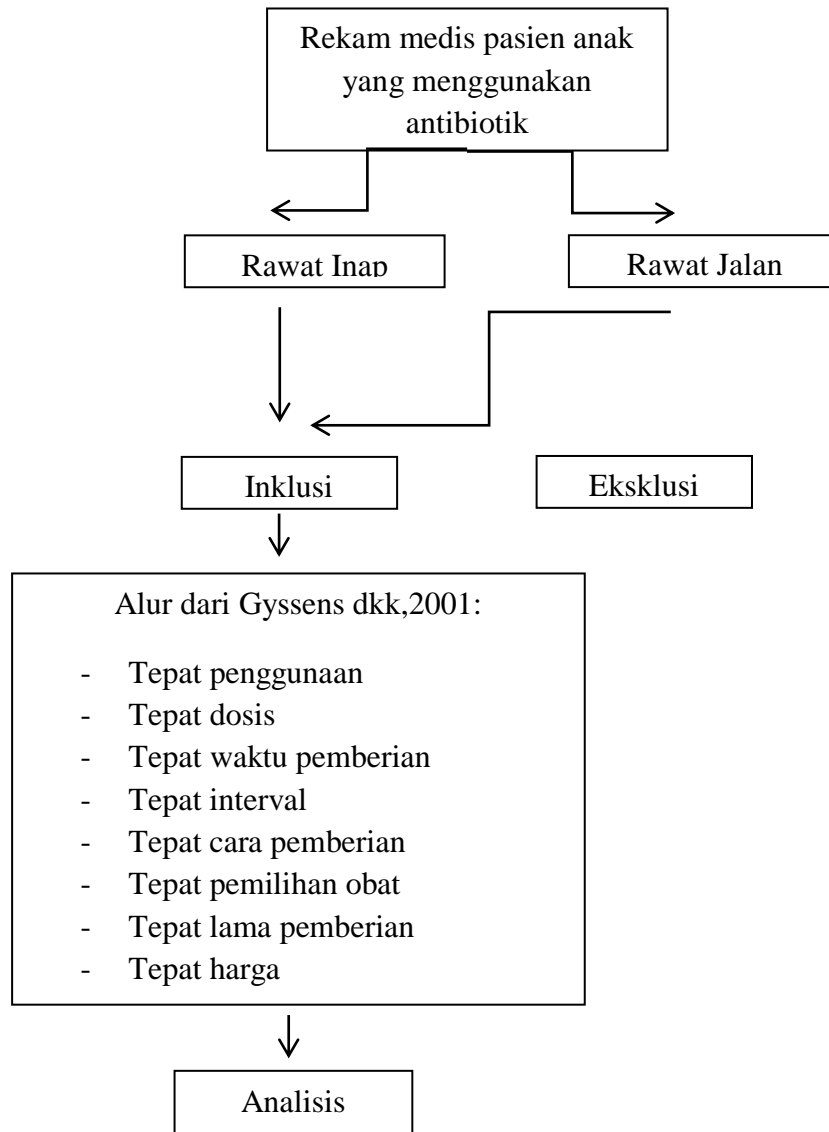 Rekam medis pasien anak
yang menggunakan
antibiotik
Rawat Inap
Rawat Jalan
Inklusi
Eksklusi
Alur dari Gyssens dkk,2001:
- Tepat penggunaan
- Tepat dosis
- Tepat waktu pemberian
- Tepat interval
- Tepat cara pemberian
- Tepat pemilihan obat
- Tepat lama pemberian
- Tepat harga
Analisis